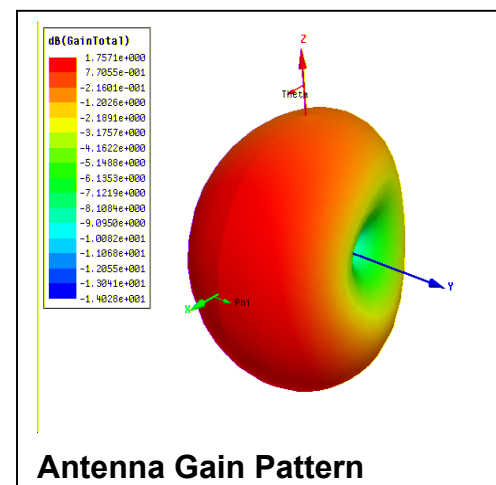 dB(GainTotal)
1.7571e+000
7.7055e-001
-2.1601e-001
-1.2026e+000
-2.1891e+000
-3.1757e+000
-4.1622e+000
-5.1488e+000
-6.1353e+000
-7.1219e+000
-8.1084e+000
-9.0950e+000
-1.0082e+001
-1.1068e+001
-1.2055e+001
-1.3041e+001
-1.4028e+001
Z
Theta
Y
X
Phi
Antenna Gain Pattern